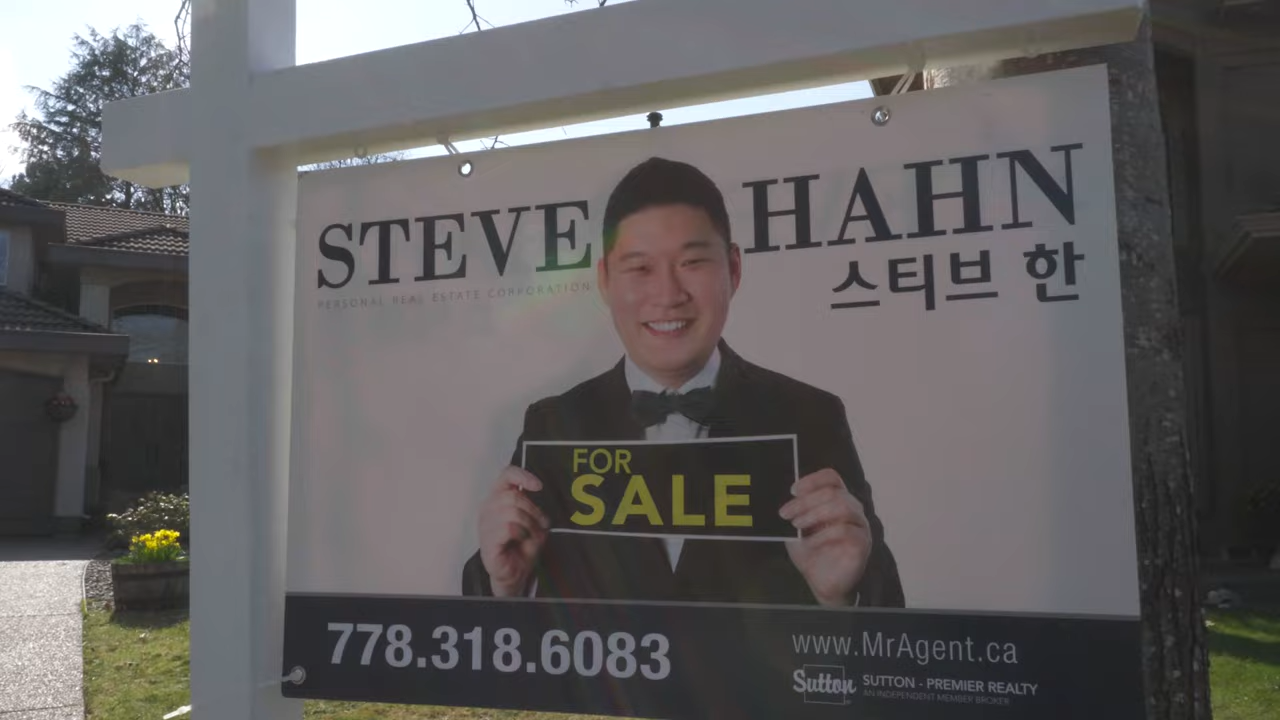 STEVE HAHN
PERSONAL REAL ESTATE CORPORATION
스티브 한
FOR
SALE
778.318.6083
www.MrAgent.ca
Sutton
SUTTON - PREMIER REALTY
AN INDEPENDENT MEMBER BROKER